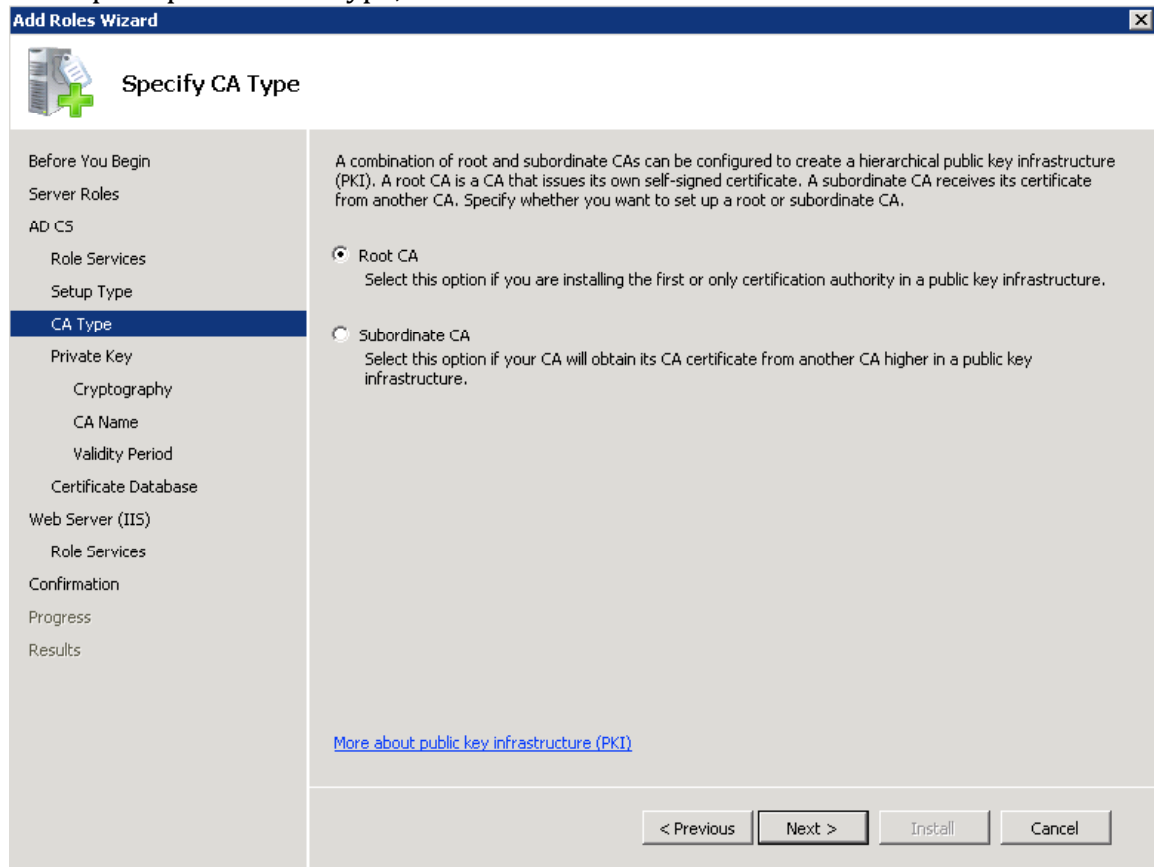 Add Roles Wizard
Specify CA Type
Before You Begin
Server Roles
AD CS
Role Services
Setup Type
CA Type
Private Key
Cryptography
CA Name
Validity Period
Certificate Database
Web Server (IIS)
Role Services
Confirmation
Progress
Results
A combination of root and subordinate CAs can be configured to create a hierarchical public key infrastructure
(PKI). A root CA is a CA that issues its own self-signed certificate. A subordinate CA receives its certificate
from another CA. Specify whether you want to set up a root or subordinate CA.
Root CA
Select this option if you are installing the first or only certification authority in a public key infrastructure.
Subordinate CA
Select this option if your CA will obtain its CA certificate from another CA higher in a public key
infrastructure.
More about public key infrastructure (PKI)
< Previous
Next >
Install
Cancel